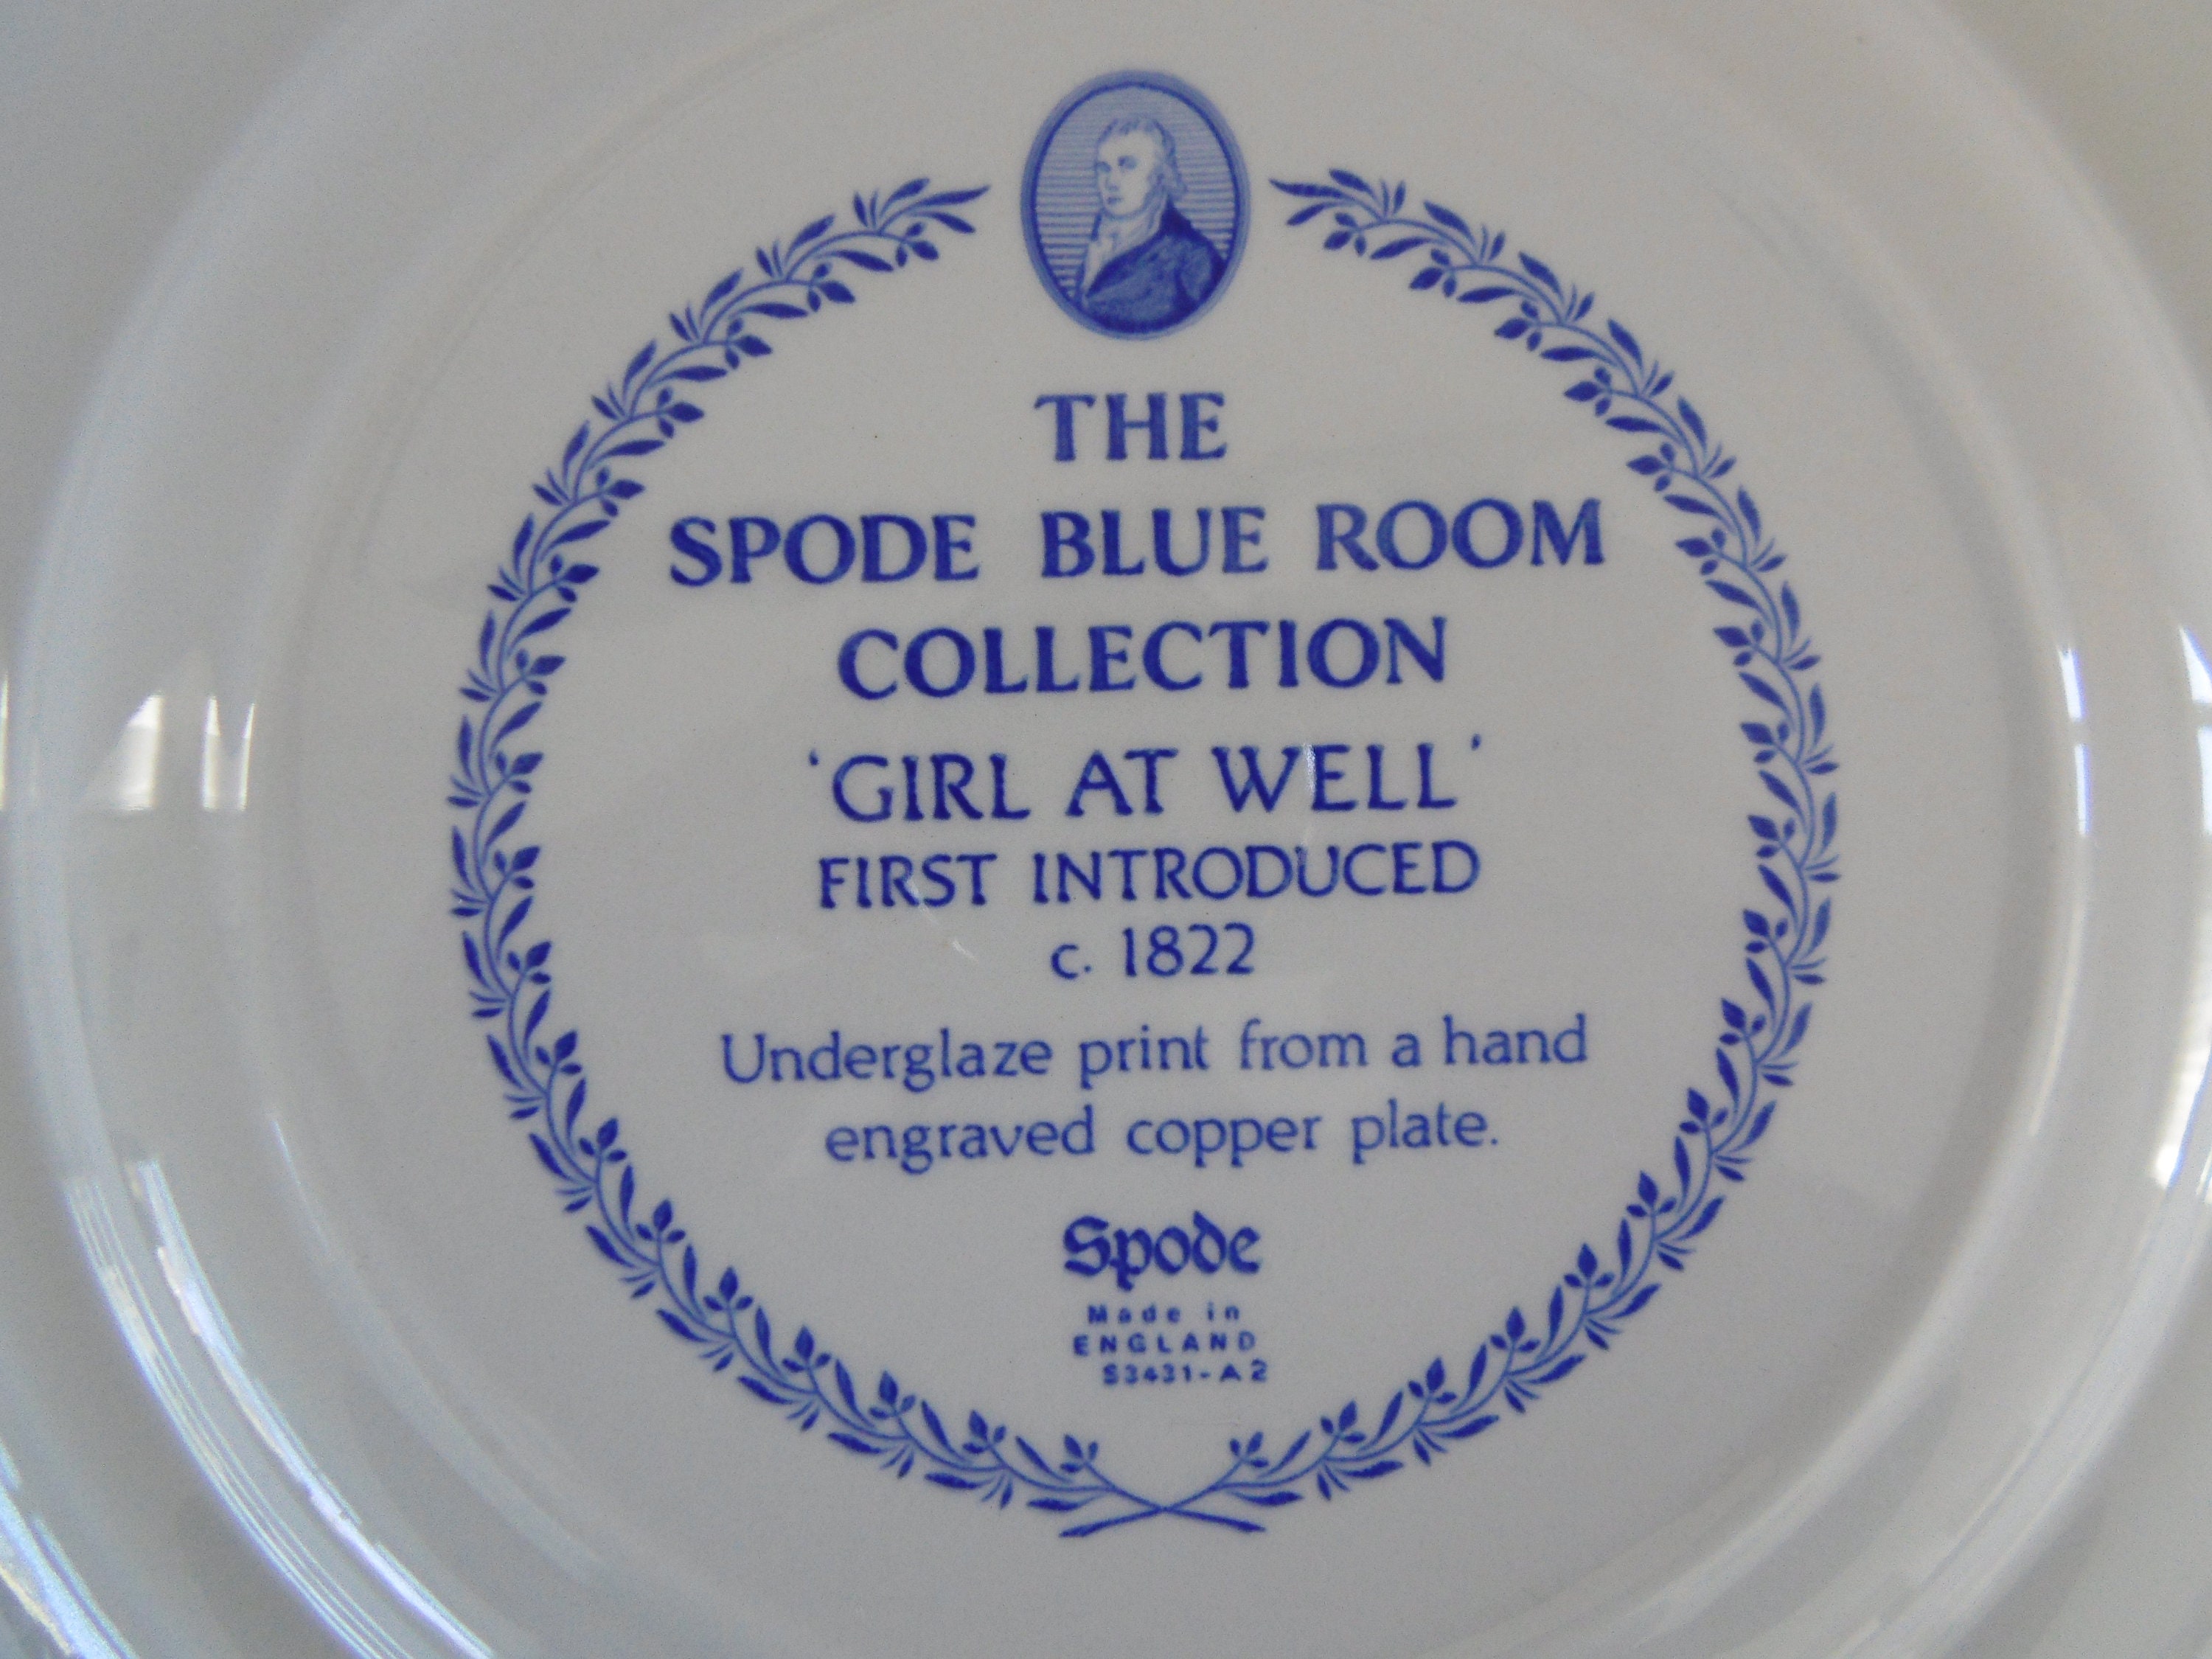 THE
SPODE BLUE ROOM
COLLECTION
‘GIRL AT WELL’
FIRST INTRODUCED
c. 1822
Underglaze print from a hand
engraved copper plate.
Spode
Made in
ENGLAND
S3431-A2